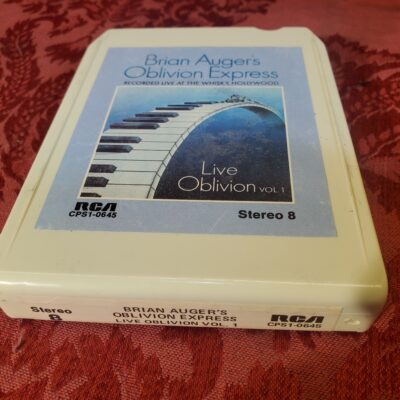 Brian Auger's
Oblivion Express
RECORDED LIVE AT THE WHISKY, HOLLYWOOD
Live
Oblivion VOL. 1
RCA
CPS1-0645
Stereo 8
Stereo
8
BRIAN AUGER'S
OBLIVION EXPRESS
LIVE OBLIVION VOL. 1
RCA
CPS1-0645